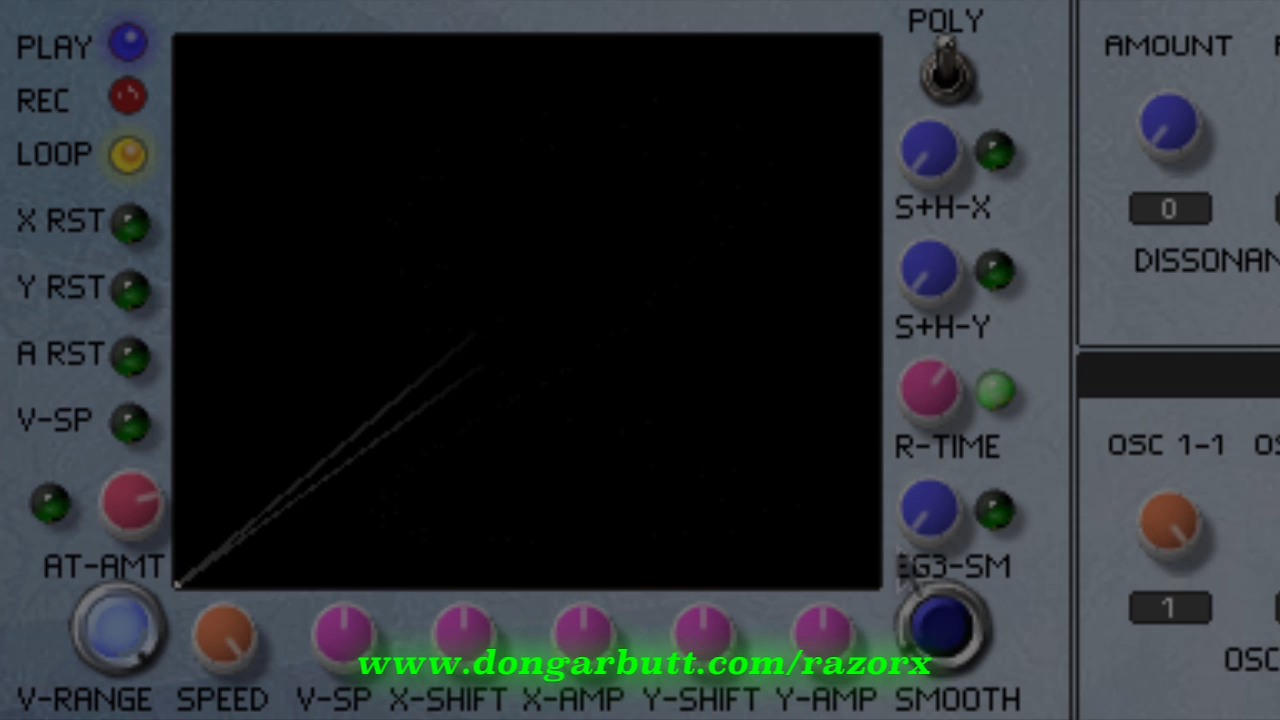 POLY
PLAY
AMOUNT
REC
LOOP
S+H-X
0
X RST
DISSONAN
Y RST
S+H-Y
A RST
V-SP
R-TIME
OSC 1-1
AT-AMT
EG3-SM
1
www.dongarbutt.com/razorx
OSC
V-RANGE SPEED V-SP X-SHIFT X-AMP Y-SHIFT Y-AMP SMOOTH